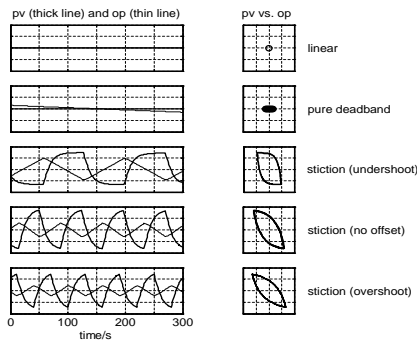 pv (thick line) and op (thin line)
pv vs. op
linear
pure deadband
stiction (undershoot)
stiction (no offset)
stiction (overshoot)
0 100 200 300
time/s